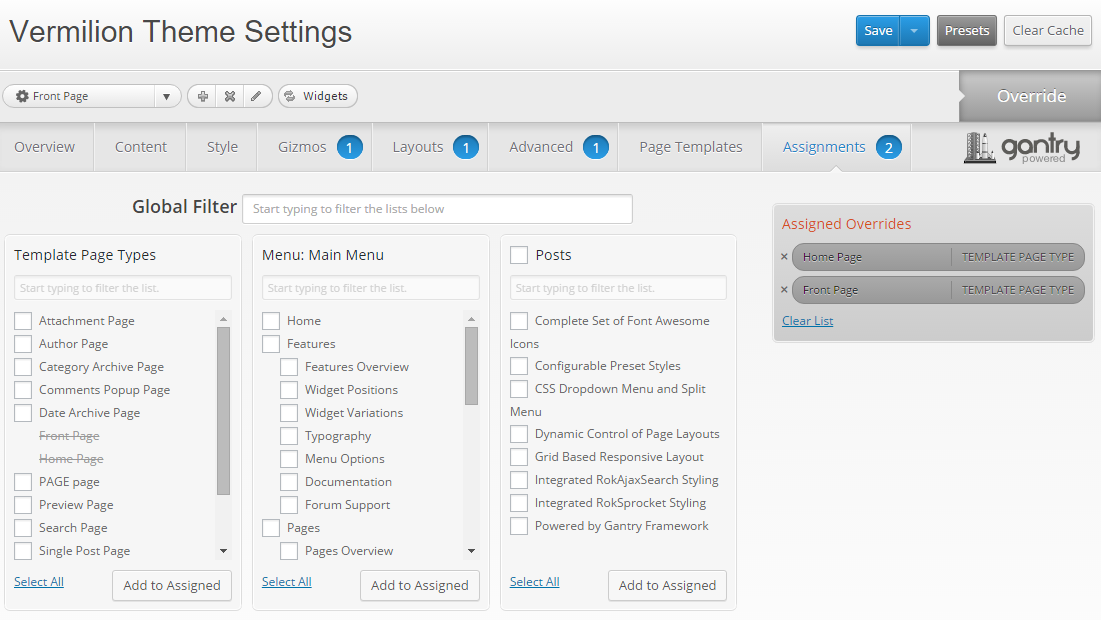 Vermilion Theme Settings
Save
Presets
Clear Cache
Front Page
Widgets
Override
Overview
Content
Style
Gizmos 1
Layouts 1
Advanced 1
Page Templates
Assignments 2
gantry
powered
Global Filter
Start typing to filter the lists below
Template Page Types
Start typing to filter the list.
Attachment Page
Author Page
Category Archive Page
Comments Popup Page
Date Archive Page
Front Page
Home Page
PAGE page
Preview Page
Search Page
Single Post Page
Select All
Add to Assigned
Menu: Main Menu
Start typing to filter the list.
Home
Features
Features Overview
Widget Positions
Widget Variations
Typography
Menu Options
Documentation
Forum Support
Pages
Pages Overview
Select All
Add to Assigned
Posts
Start typing to filter the list.
Complete Set of Font Awesome
Icons
Configurable Preset Styles
CSS Dropdown Menu and Split
Menu
Dynamic Control of Page Layouts
Grid Based Responsive Layout
Integrated RokAjaxSearch Styling
Integrated RokSprocket Styling
Powered by Gantry Framework
Select All
Add to Assigned
Assigned Overrides
Home Page TEMPLATE PAGE TYPE
Front Page TEMPLATE PAGE TYPE
Clear List